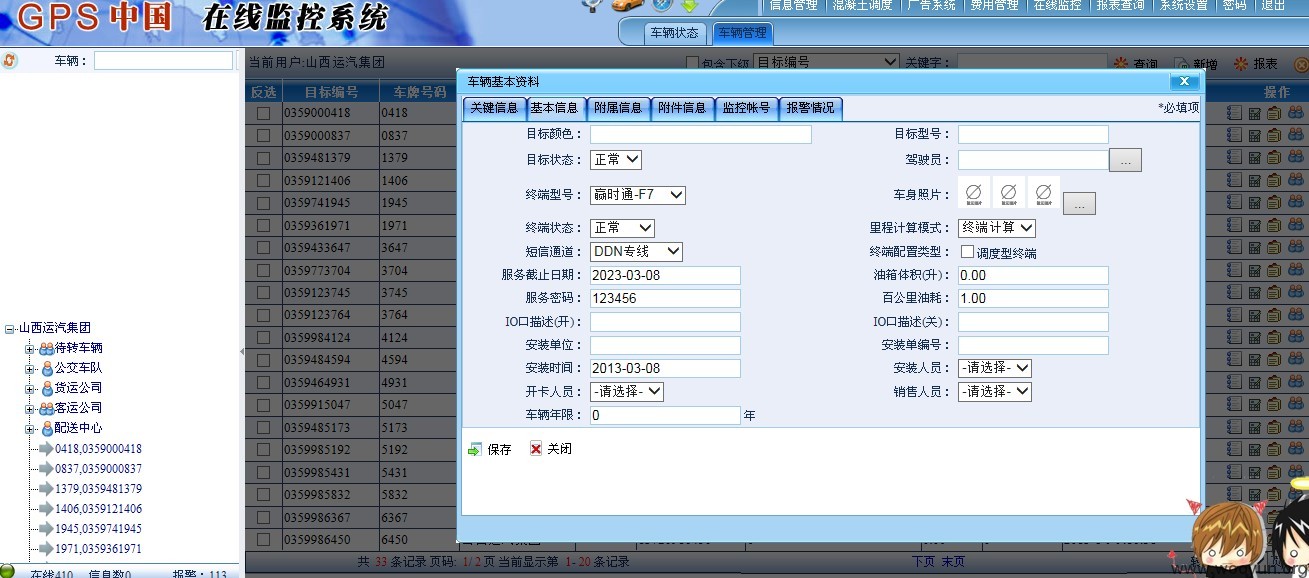 GPS中国 在线监控系统
信息管理 混凝土调度 广告系统 费用管理 在线监控 报表查询 系统设置 密码 退出
车辆状态 车辆管理
车辆：
当前用户:山西运汽集团 包含下级 目标编号 关键字： 查询 新增 报表
反选 目标编号 车牌号码 操作
0359000418 0418
0359000837 0837
0359481379 1379
0359121406 1406
0359741945 1945
0359361971 1971
0359433647 3647
0359773704 3704
0359123745 3745
0359123764 3764
0359984124 4124
0359484594 4594
0359464931 4931
0359915047 5047
0359485173 5173
0359985192 5192
0359985431 5431
0359985832 5832
0359986367 6367
0359986450 6450
共 33 条记录 页码: 1/2 页 当前显示第 1-20 条记录 下页 末页
山西运汽集团
待转车辆
公交车队
货运公司
客运公司
配送中心
0418,0359000418
0837,0359000837
1379,0359481379
1406,0359121406
1945,0359741945
1971,0359361971
在线410 信息数0 报警：113
车辆基本资料 X
关键信息 基本信息 附属信息 附件信息 监控帐号 报警情况 *必填项
目标颜色： 目标型号：
目标状态： 正常 驾驶员： ...
终端型号： 赢时通-F7 车身照片： ...
终端状态： 正常 里程计算模式： 终端计算
短信通道： DDN专线 终端配置类型： 调度型终端
服务截止日期： 2023-03-08 油箱体积(升)： 0.00
服务密码： 123456 百公里油耗： 1.00
IO口描述(开)： IO口描述(关)：
安装单位： 安装单编号：
安装时间： 2013-03-08 安装人员： -请选择-
开卡人员： -请选择- 销售人员： -请选择-
车辆年限： 0 年
保存 关闭
www.wooyun.org